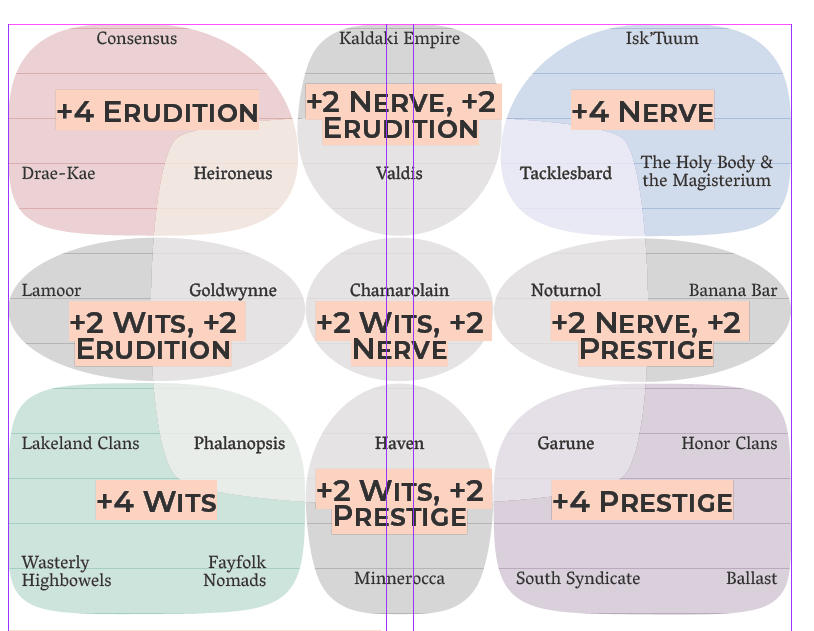 Consensus
Kaldaki Empire
Isk'Tuum
+4 Erudition
+2 Nerve, +2
Erudition
+4 Nerve
Drae-Kae
Heironeus
Valdis
Tacklesbard
The Holy Body &
the Magisterium
Lamoor
Goldwynne
Chamarolain
Noturnol
Banana Bar
+2 Wits, +2
Erudition
+2 Wits, +2
Nerve
+2 Nerve, +2
Prestige
Lakeland Clans
Phalanopsis
Haven
Garune
Honor Clans
+4 Wits
+2 Wits, +2
Prestige
+4 Prestige
Wasterly
Highbowels
Fayfolk
Nomads
Minnerocca
South Syndicate
Ballast